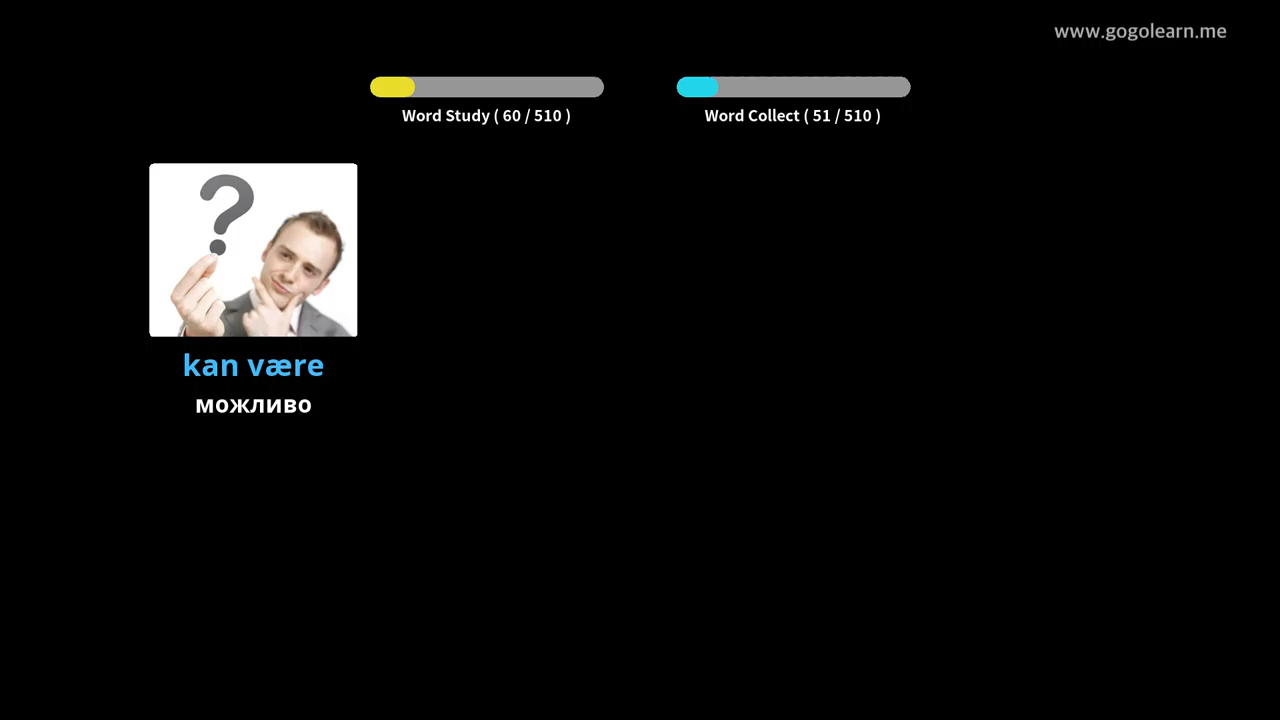 www.gogolearn.me
Word Study ( 60 / 510 )
Word Collect ( 51 / 510 )
?
kan være
можливо